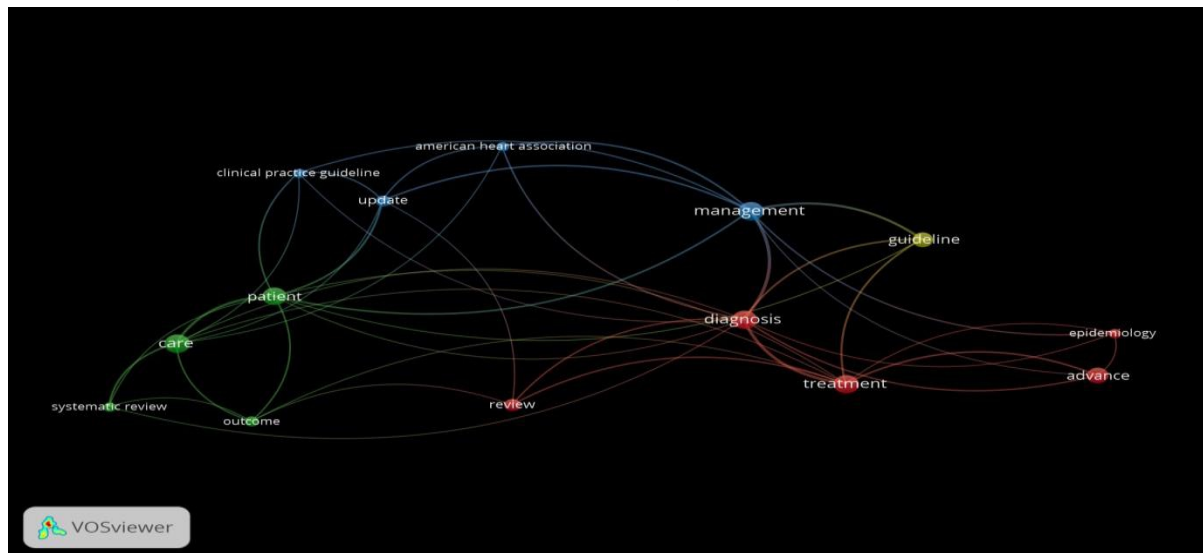 american heart association
clinical practice guideline
update
management
guideline
patient
diagnosis
epidemiology
care
advance
treatment
systematic review
review
outcome
VOSviewer